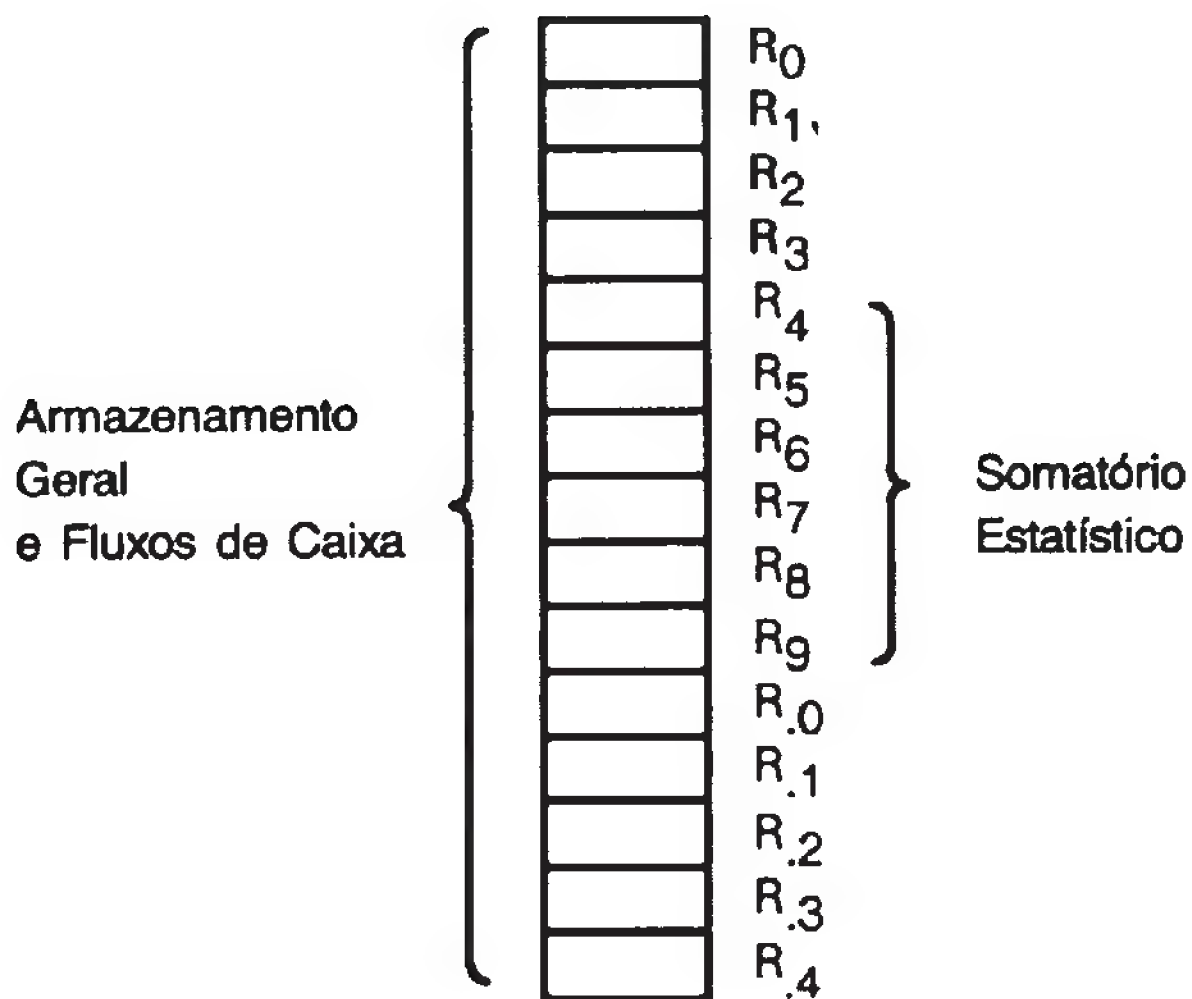 R0
R1
R2
R3
R4
R5
R6
R7
R8
R9
R.0
R.1
R.2
R.3
R.4
Armazenamento
Geral
e Fluxos de Caixa
Somatório
Estatístico